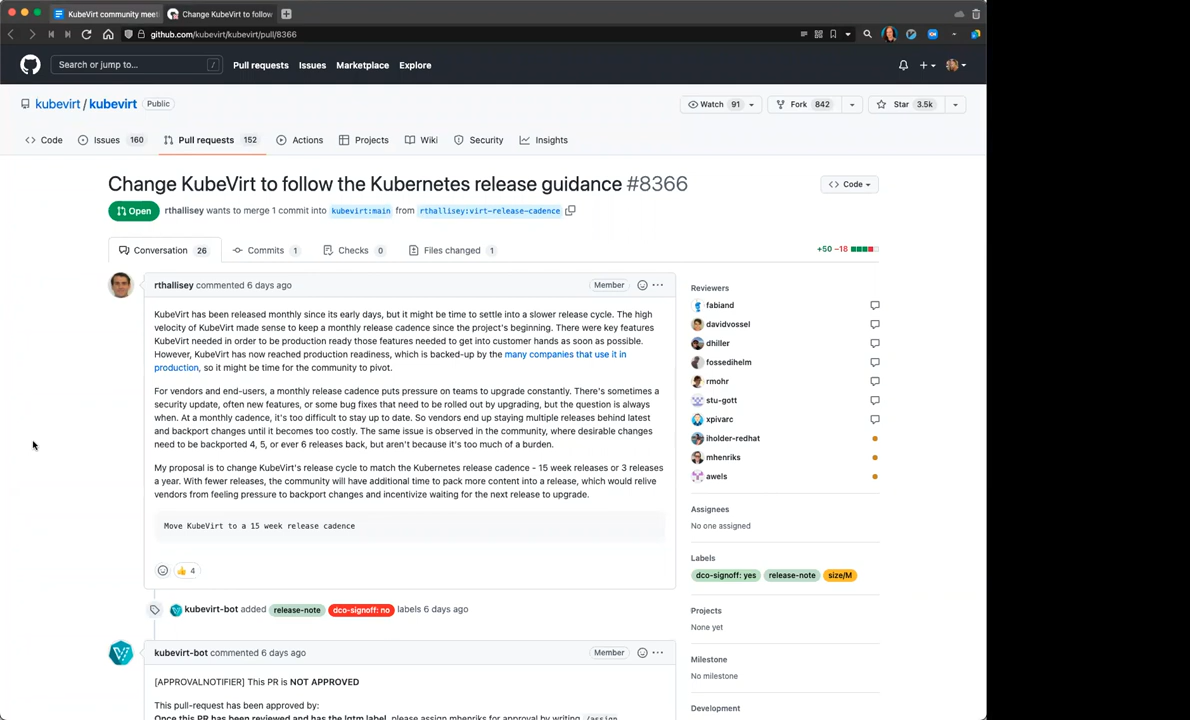 KubeVirt community meet
Change KubeVirt to follow
github.com/kubevirt/kubevirt/pull/8366
Search or jump to...
/
Pull requests
Issues
Marketplace
Explore
kubevirt / kubevirt
Public
Watch 91
Fork 842
Star 3.5k
Code
Issues 160
Pull requests 152
Actions
Projects
Wiki
Security
Insights
Change KubeVirt to follow the Kubernetes release guidance #8366
Code
Open
rthallisey wants to merge 1 commit into kubevirt:main from rthallisey:virt-release-cadence
Conversation 26
Commits 1
Checks 0
Files changed 1
+50 −18
rthallisey commented 6 days ago
Member
KubeVirt has been released monthly since its early days, but it might be time to settle into a slower release cycle. The high
velocity of KubeVirt made sense to keep a monthly release cadence since the project's beginning. There were key features
KubeVirt needed in order to be production ready those features needed to get into customer hands as soon as possible.
However, KubeVirt has now reached production readiness, which is backed-up by the many companies that use it in
production, so it might be time for the community to pivot.
For vendors and end-users, a monthly release cadence puts pressure on teams to upgrade constantly. There's sometimes a
security update, often new features, or some bug fixes that need to be rolled out by upgrading, but the question is always
when. At a monthly cadence, it's too difficult to stay up to date. So vendors end up staying multiple releases behind latest
and backport changes until it becomes too costly. The same issue is observed in the community, where desirable changes
need to be backported 4, 5, or ever 6 releases back, but aren't because it's too much of a burden.
My proposal is to change KubeVirt's release cycle to match the Kubernetes release cadence - 15 week releases or 3 releases
a year. With fewer releases, the community will have additional time to pack more content into a release, which would relive
vendors from feeling pressure to backport changes and incentivize waiting for the next release to upgrade.
Move KubeVirt to a 15 week release cadence
4
kubevirt-bot added release-note dco-signoff: no labels 6 days ago
kubevirt-bot commented 6 days ago
Member
[APPROVALNOTIFIER] This PR is NOT APPROVED
This pull-request has been approved by:
Once this PR has been reviewed and has the lgtm label, please assign mhenriks for approval by writing /assign
Reviewers
fabiand
davidvossel
dhiller
fossedihelm
rmohr
stu-gott
xpivarc
iholder-redhat
mhenriks
awels
Assignees
No one assigned
Labels
dco-signoff: yes
release-note
size/M
Projects
None yet
Milestone
No milestone
Development